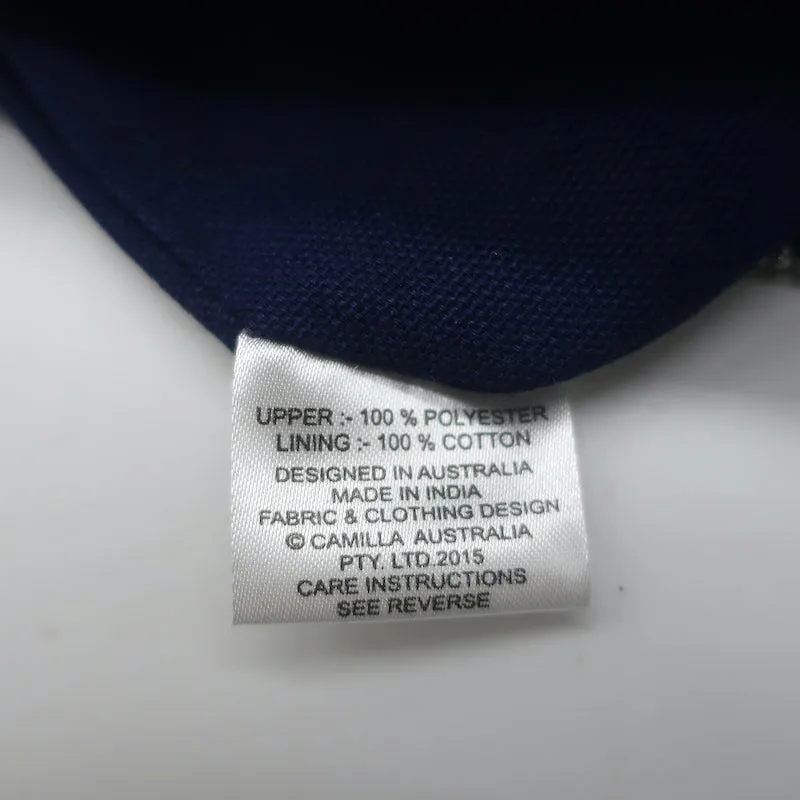 UPPER :- 100 % POLYESTER
LINING :- 100 % COTTON
DESIGNED IN AUSTRALIA
MADE IN INDIA
FABRIC & CLOTHING DESIGN
© CAMILLA AUSTRALIA
PTY. LTD.2015
CARE INSTRUCTIONS
SEE REVERSE